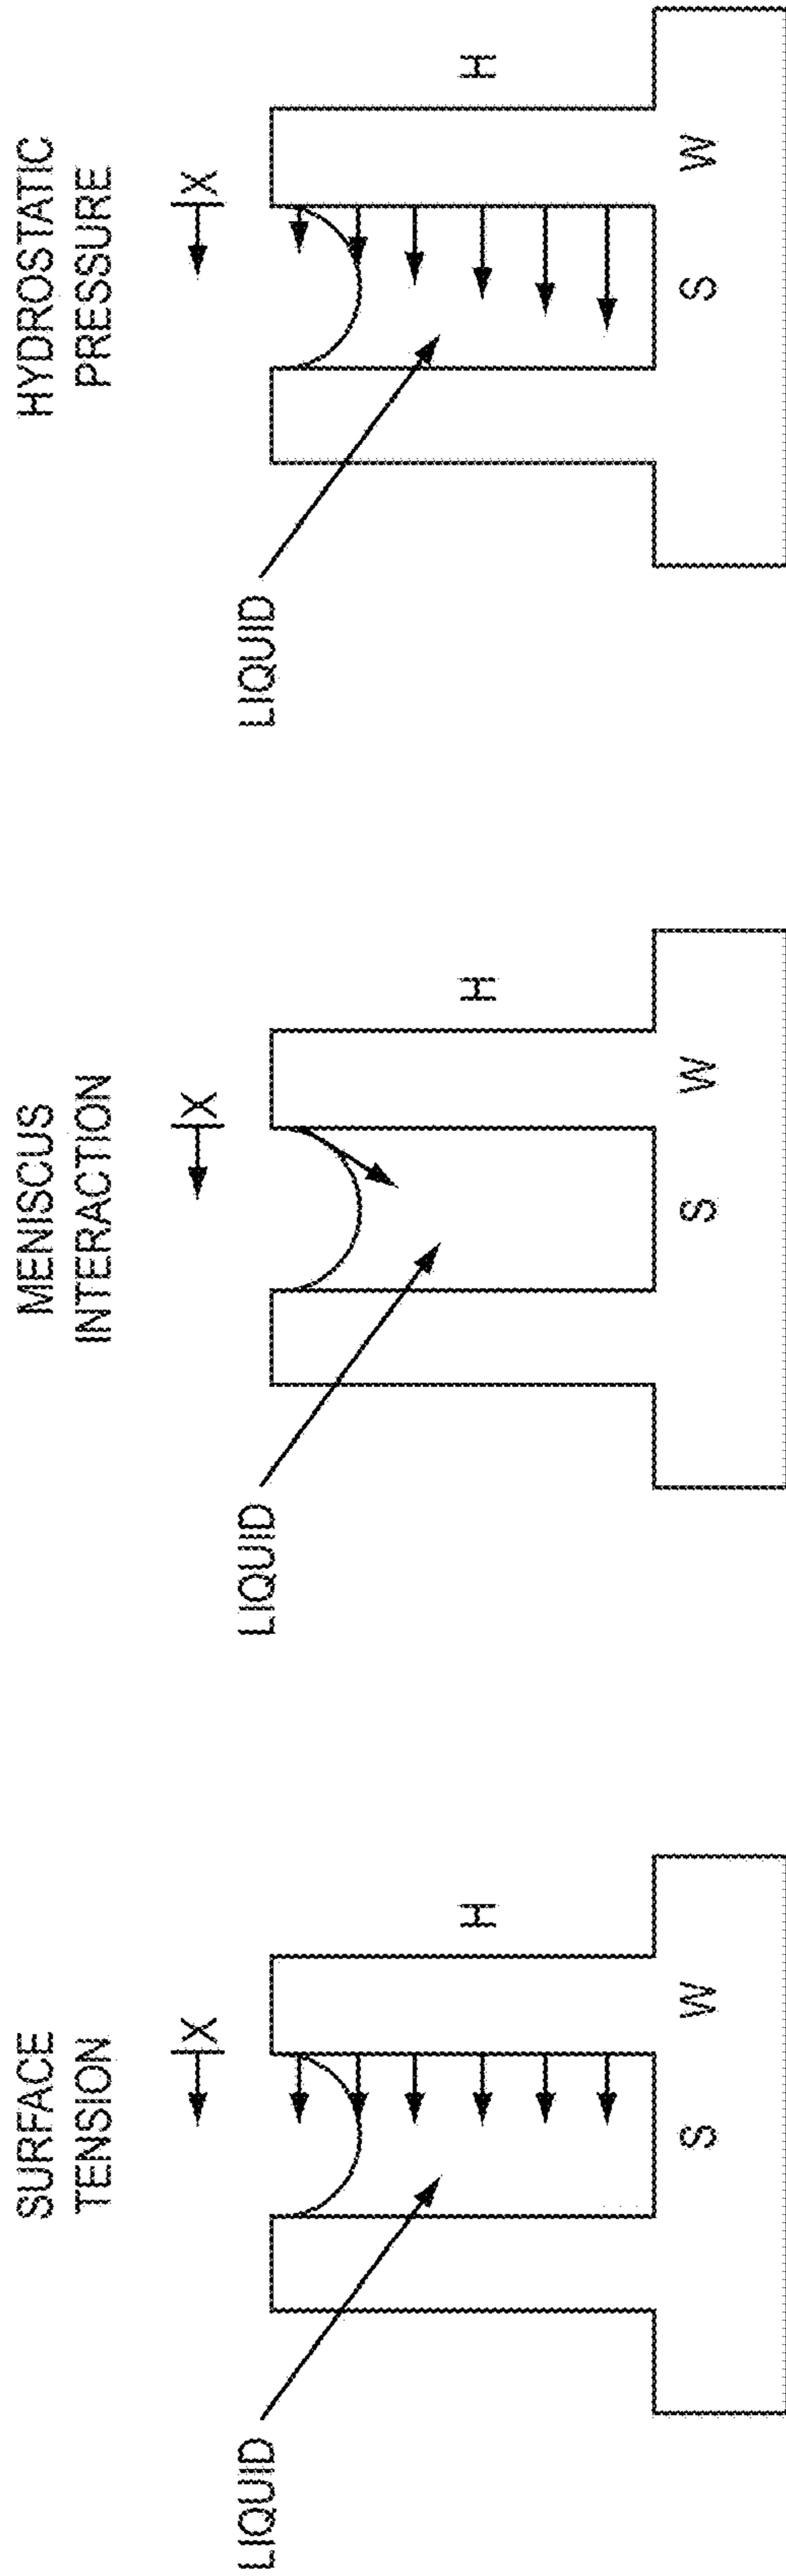 SURFACE
TENSION
X
LIQUID
H
S
W
MENISCUS
INTERACTION
X
LIQUID
H
S
W
HYDROSTATIC
PRESSURE
X
LIQUID
H
S
W